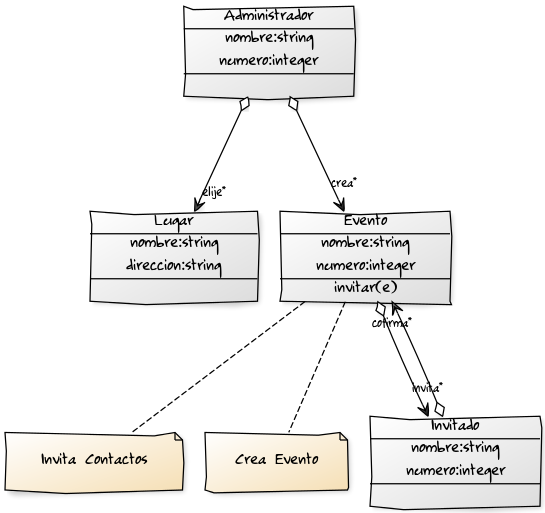 Administrador
nombre:string
numero:integer
elije*
crea*
Lugar
nombre:string
direccion:string
Evento
nombre:string
numero:integer
invitar(e)
cofirma*
invita*
Invita Contactos
Crea Evento
Invitado
nombre:string
numero:integer